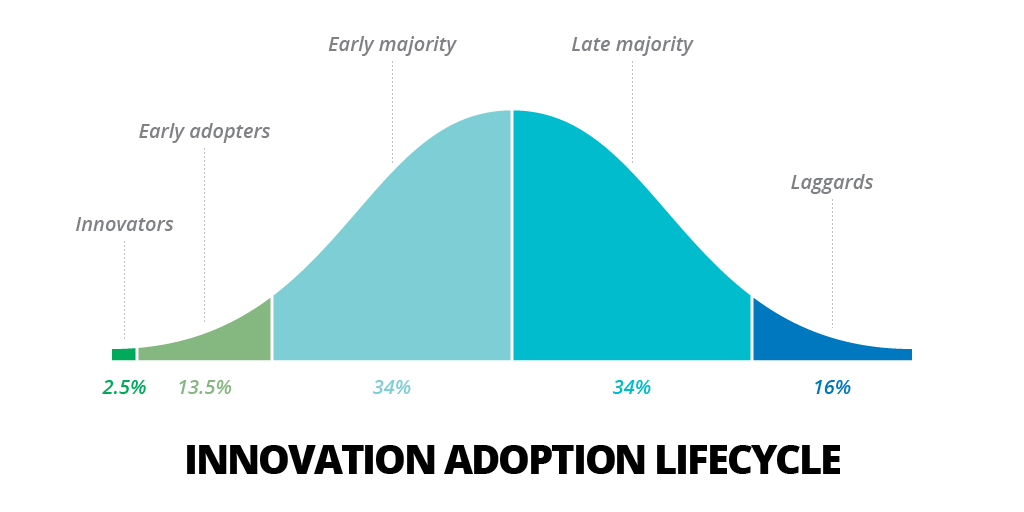 Early majority
Late majority
Early adopters
Laggards
Innovators
2.5%
13.5%
34%
34%
16%
INNOVATION ADOPTION LIFECYCLE